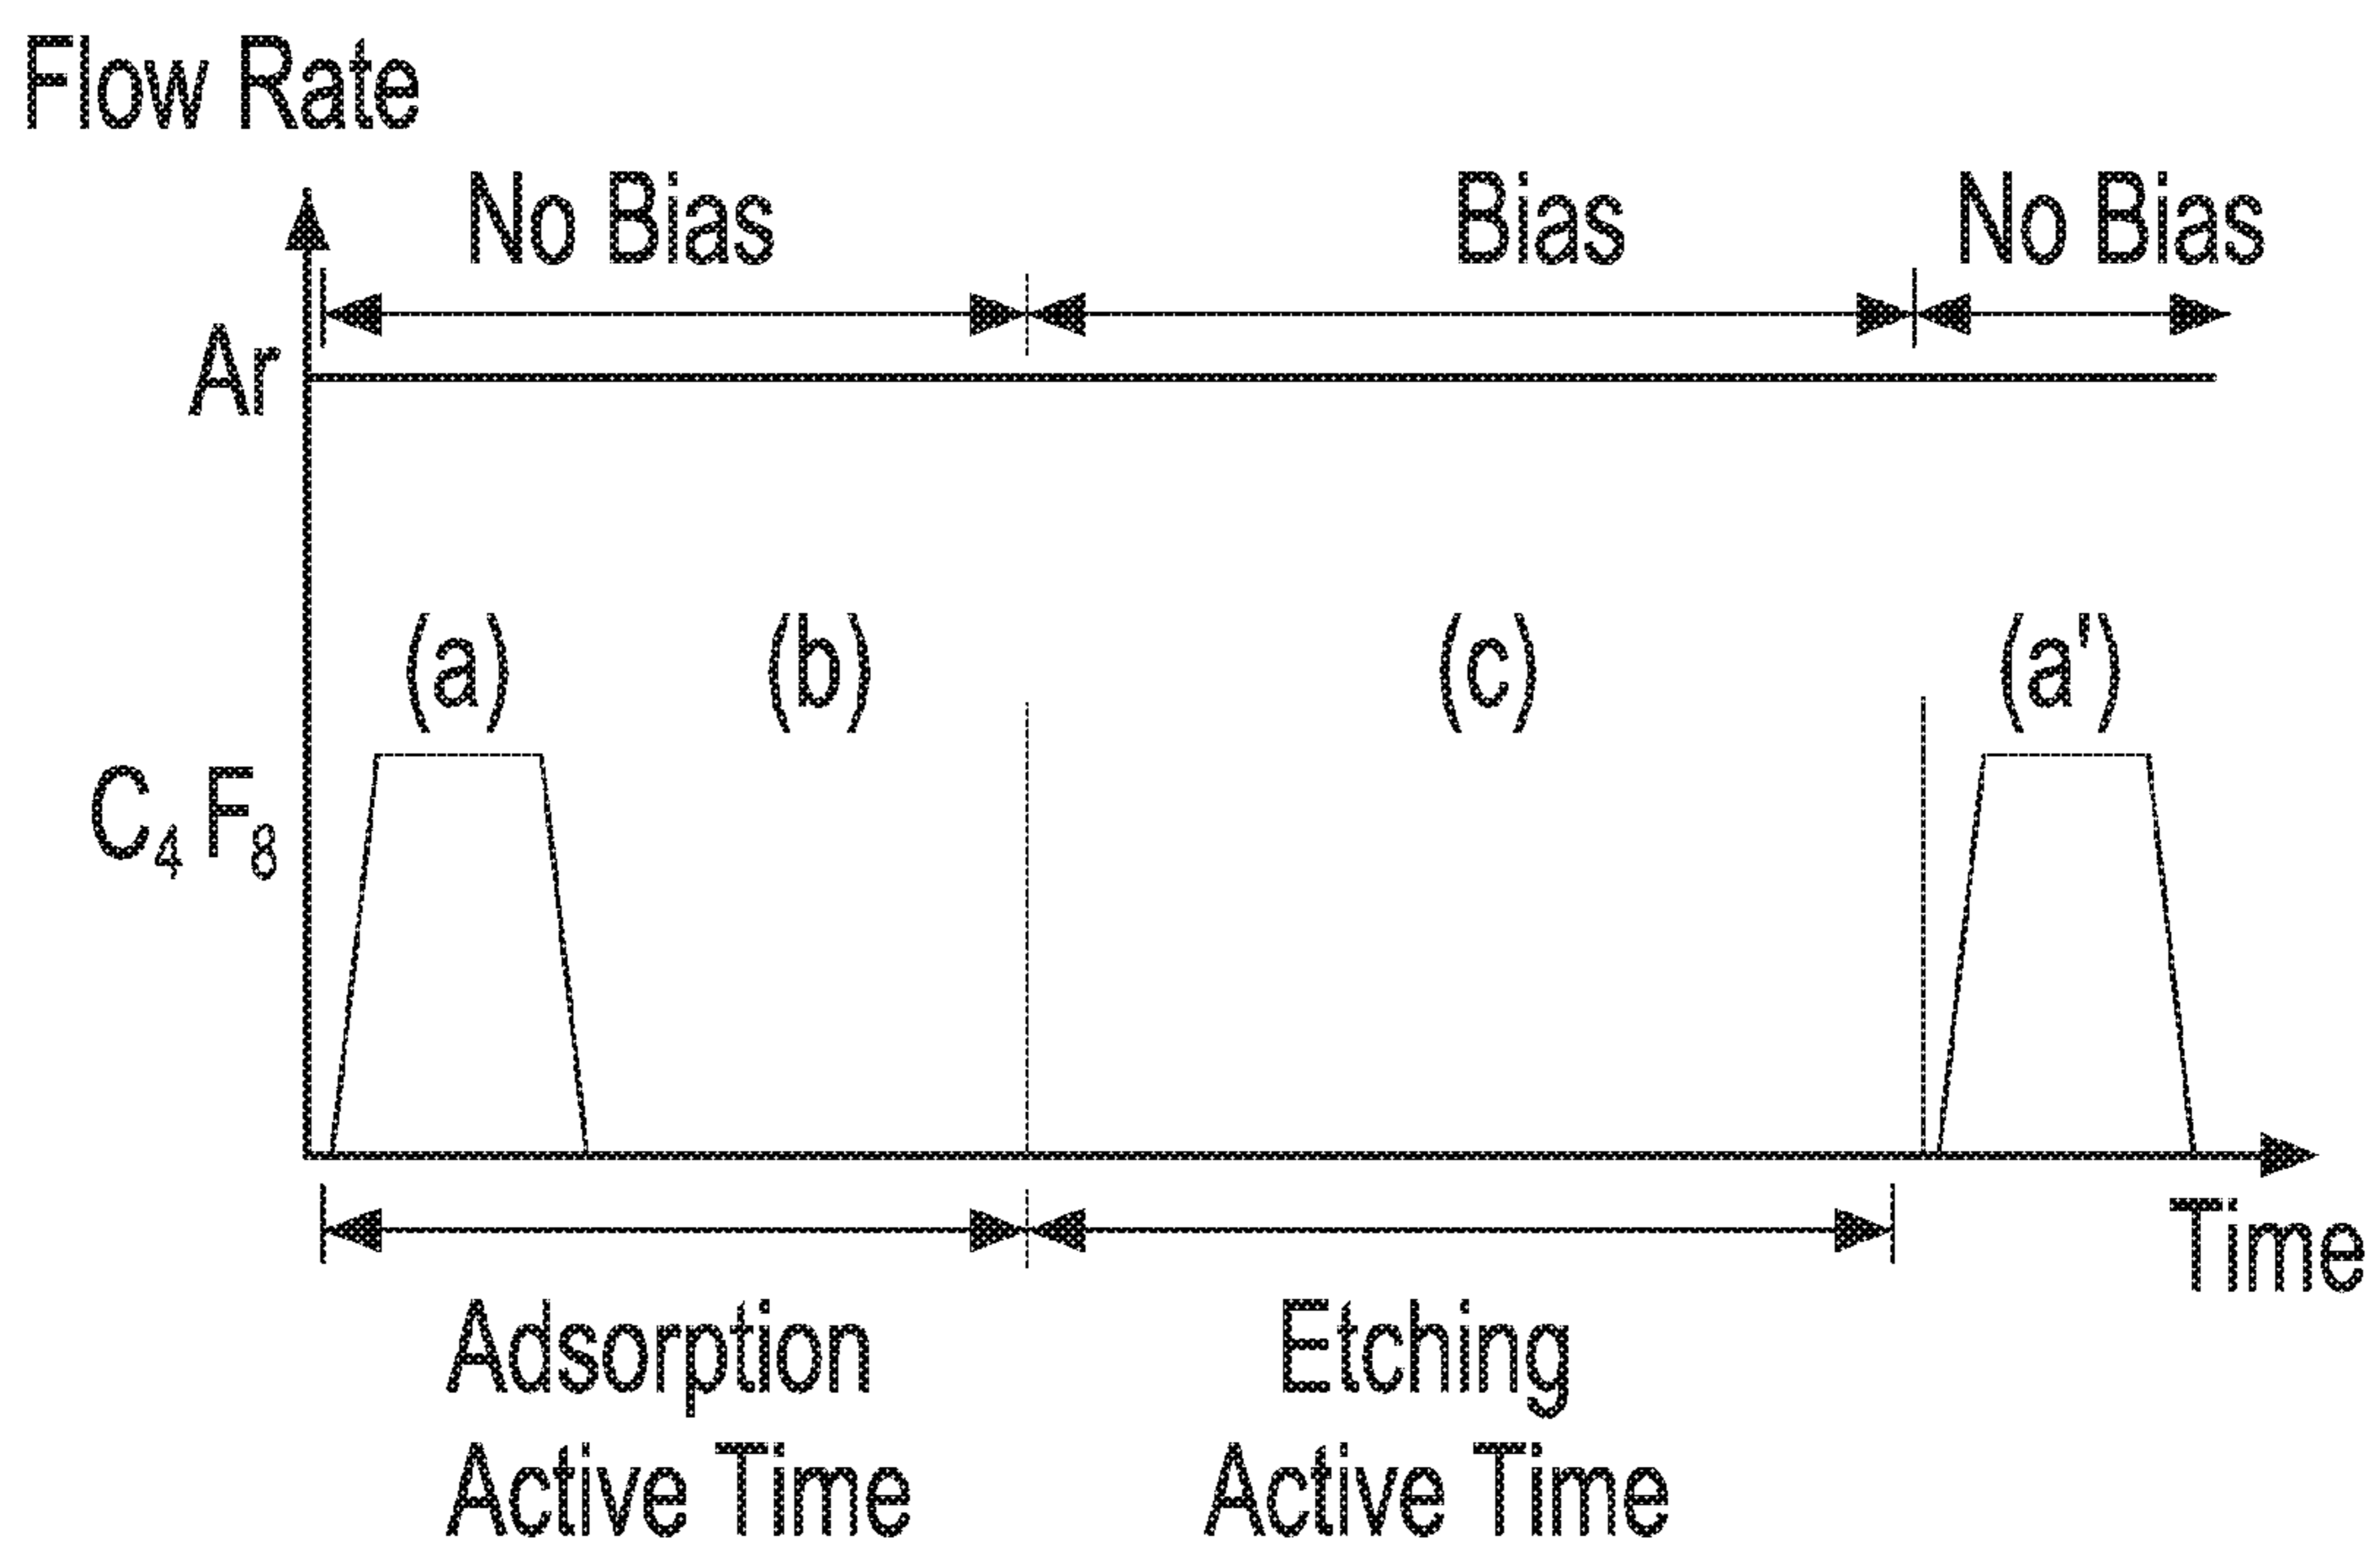 Flow Rate
No Bias Bias No Bias
Ar
(a) (b) (c) (a')
C4 F8
Time
Adsorption Etching
Active Time Active Time